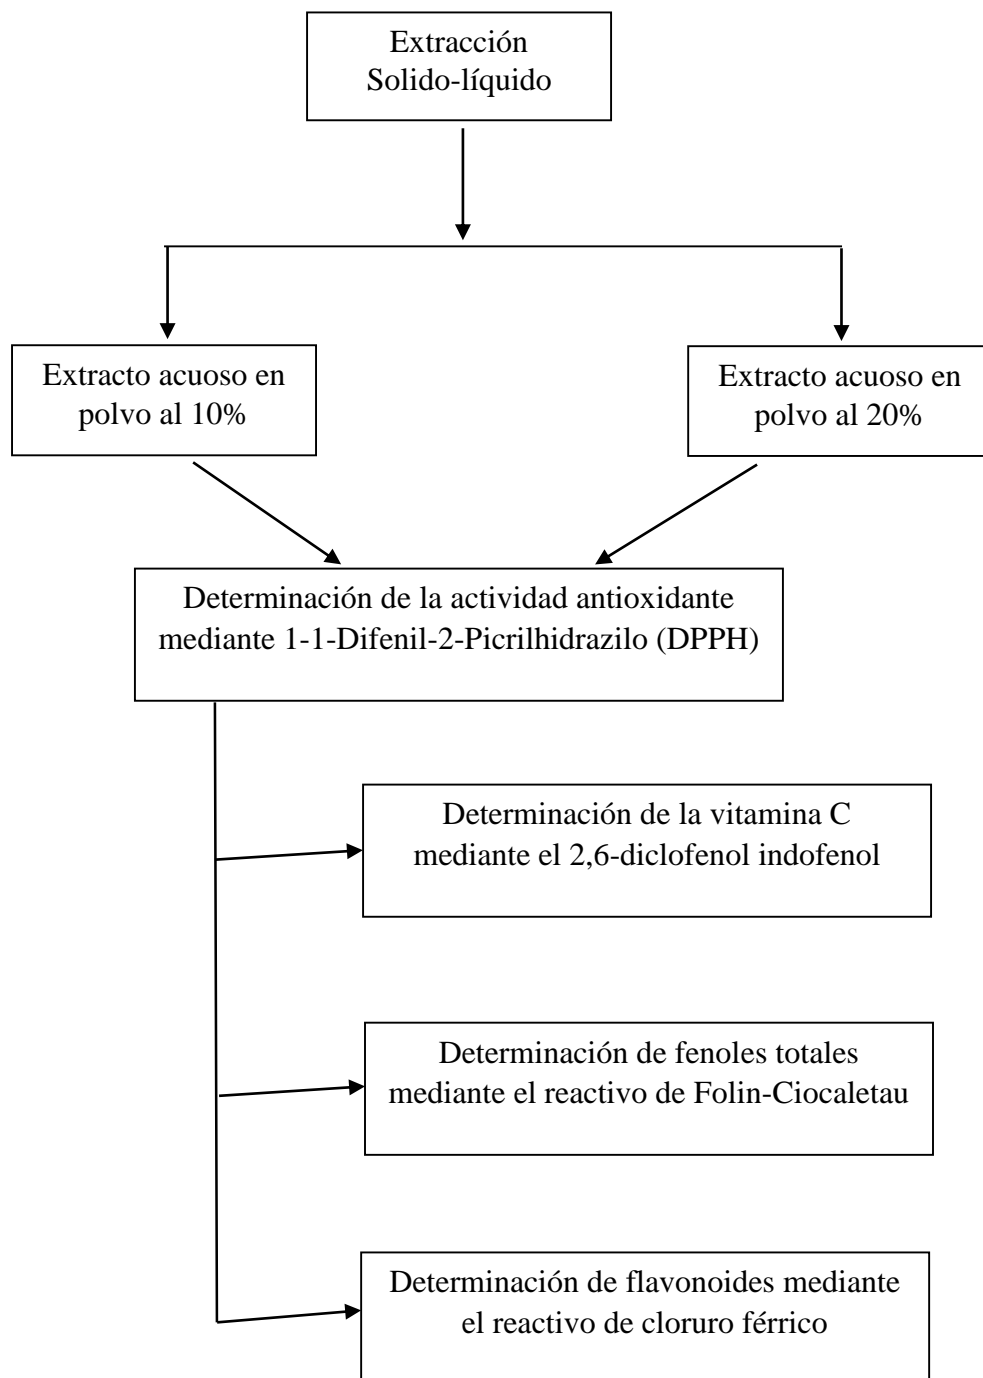 Extracción
Solido-líquido
Extracto acuoso en
polvo al 10%
Extracto acuoso en
polvo al 20%
Determinación de la actividad antioxidante
mediante 1-1-Difenil-2-Picrilhidrazilo (DPPH)
Determinación de la vitamina C
mediante el 2,6-diclofenol indofenol
Determinación de fenoles totales
mediante el reactivo de Folin-Ciocaletau
Determinación de flavonoides mediante
el reactivo de cloruro férrico